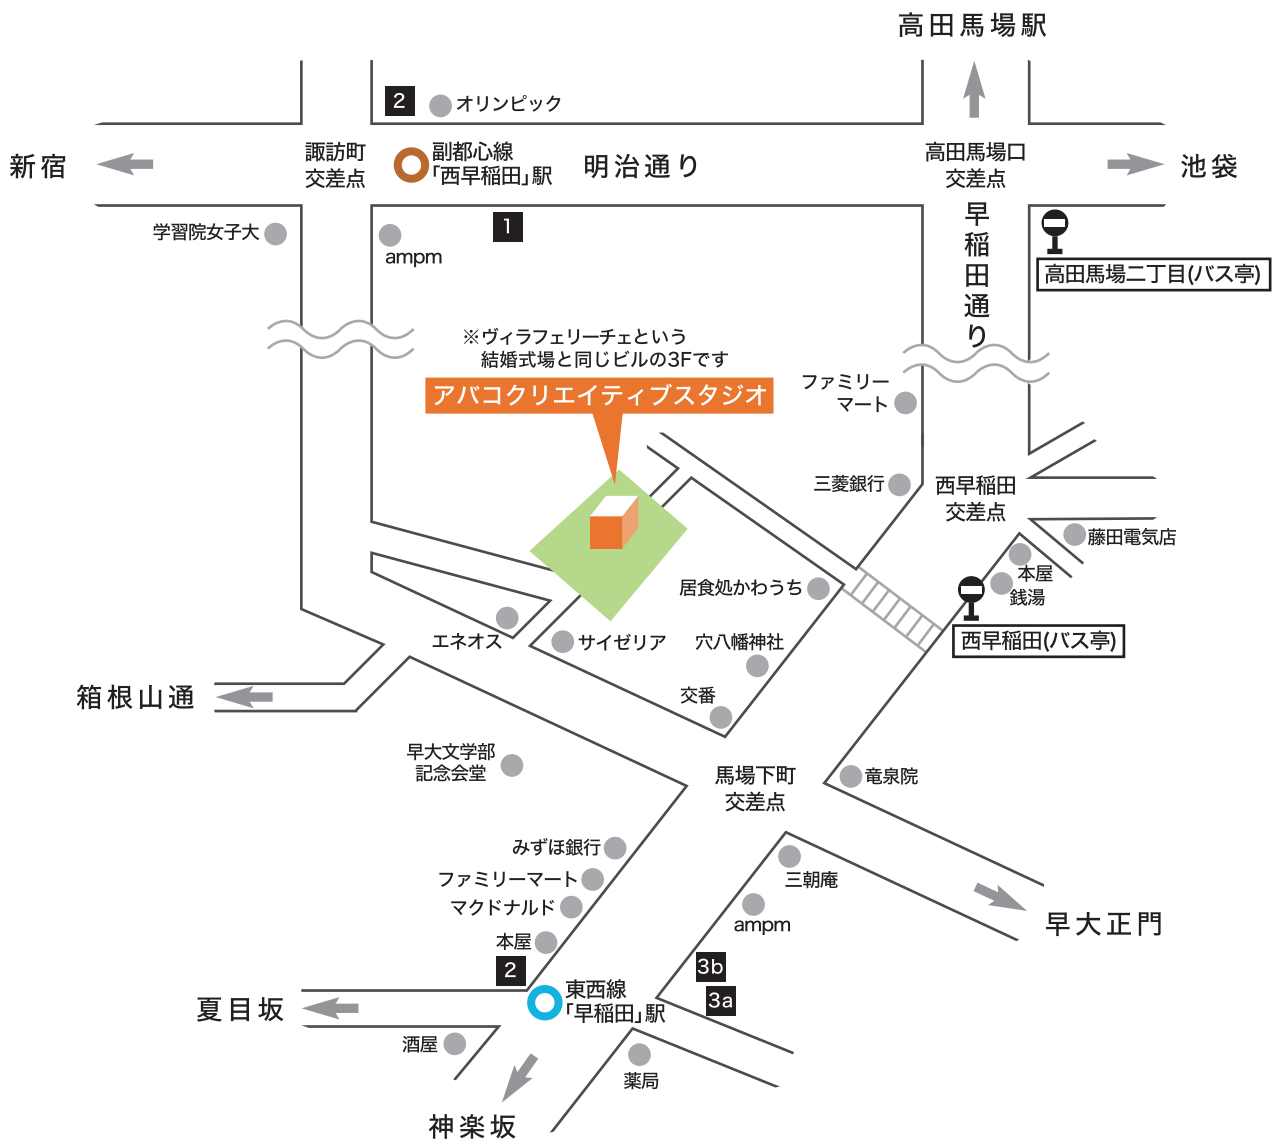 高田馬場駅
2
オリンピック
新宿
諏訪町
交差点
副都心線
「西早稲田」駅
明治通り
高田馬場口
交差点
池袋
学習院女子大
ampm
1
早稲田通り
高田馬場二丁目(バス亭)
※ヴィラフェリーチェという
結婚式場と同じビルの3Fです
アバコクリエイティブスタジオ
ファミリー
マート
三菱銀行
西早稲田
交差点
藤田電気店
本屋
銭湯
居食処かわうち
西早稲田(バス亭)
エネオス
サイゼリア
穴八幡神社
交番
箱根山通
早大文学部
記念会堂
馬場下町
交差点
竜泉院
みずほ銀行
ファミリーマート
マクドナルド
三朝庵
ampm
早大正門
本屋
2
3b
3a
東西線
「早稲田」駅
夏目坂
酒屋
薬局
神楽坂